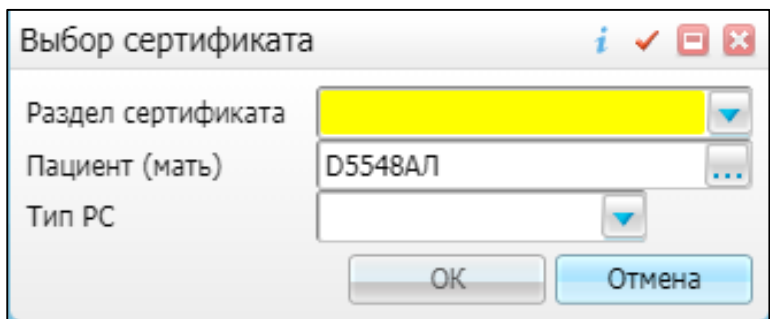 Выбор сертификата
Раздел сертификата
Пациент (мать) D5548АЛ ...
Тип РС
ОК Отмена